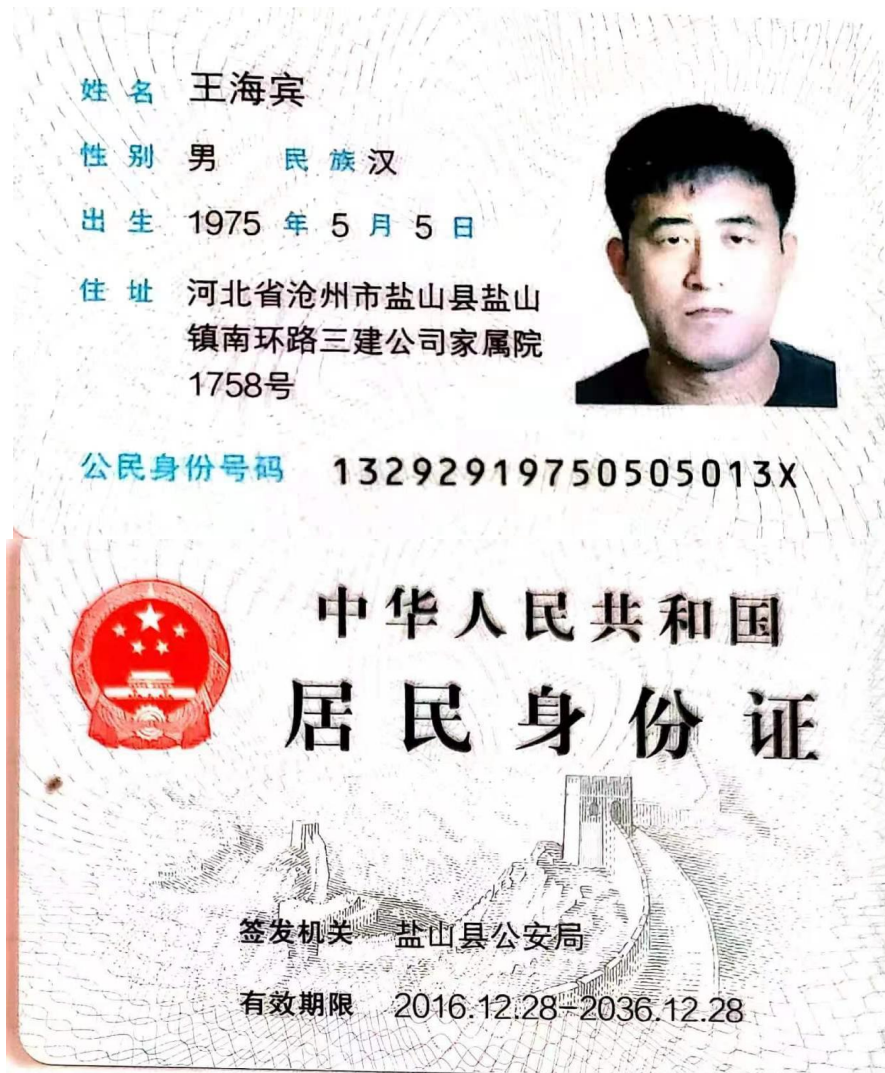 姓名 王海宾
性别 男 民族 汉
出生 1975 年 5 月 5 日
住址 河北省沧州市盐山县盐山
镇南环路三建公司家属院
1758号
公民身份号码 13292919750505013X
中华人民共和国
居民身份证
签发机关 盐山县公安局
有效期限 2016.12.28-2036.12.28